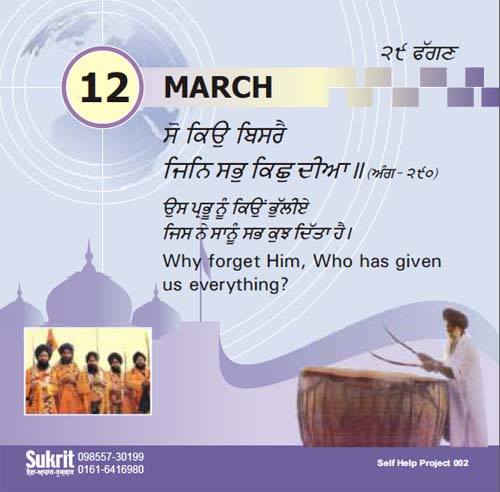 ੨੯ ਫੱਗਣ
12 MARCH
ਸੋ ਕਿਉ ਬਿਸਰੈ
ਜਿਨਿ ਸਭੁ ਕਿਛੁ ਦੀਆ॥ (ਅੰਗ - ੨੯੦)
ਉਸ ਪ੍ਰਭੂ ਨੂੰ ਕਿਉਂ ਭੁੱਲੀਏ
ਜਿਸ ਨੇ ਸਾਨੂੰ ਸਭ ਕੁਝ ਦਿੱਤਾ ਹੈ।
Why forget Him, Who has given
us everything?
Sukrit 098557-30199
0161-6416980
Self Help Project 002